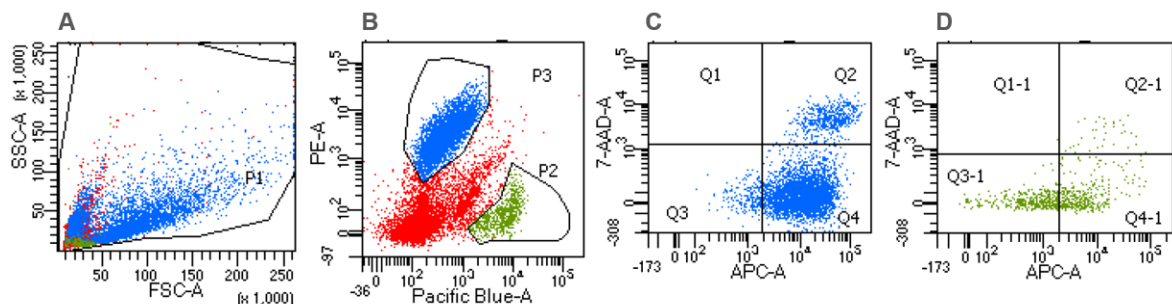 A
SSC-A
(x 1,000)
250
200
150
100
50
P1
50 100 150 200 250
FSC-A
(x 1,000)
B
PE-A
10^5
10^4
10^3
10^2
0
-97
P3
P2
-36
0 10^2 10^3 10^4 10^5
Pacific Blue-A
C
7-AAD-A
10^5
10^4
10^3
0
-308
Q1
Q2
Q3
Q4
-173
0 10^2 10^3 10^4 10^5
APC-A
D
7-AAD-A
10^5
10^4
10^3
0
-308
Q1-1
Q2-1
Q3-1
Q4-1
-173
0 10^2 10^3 10^4 10^5
APC-A